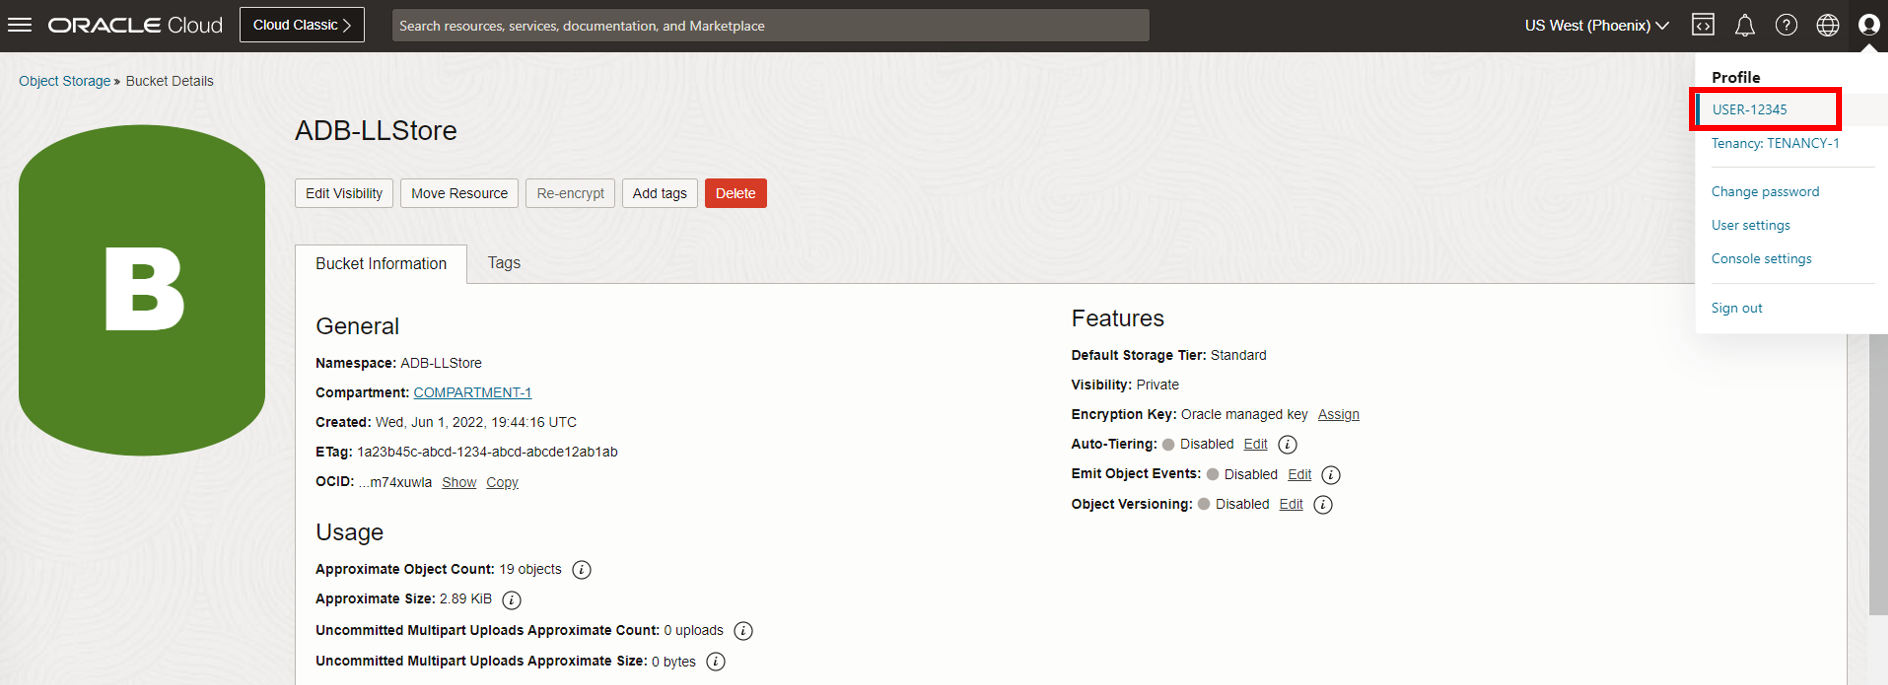 ORACLE Cloud
Cloud Classic
Search resources, services, documentation, and Marketplace
US West (Phoenix)
Object Storage » Bucket Details
Profile
USER-12345
Tenancy: TENANCY-1
Change password
User settings
Console settings
Sign out
B
ADB-LLStore
Edit Visibility
Move Resource
Re-encrypt
Add tags
Delete
Bucket Information
Tags
General
Namespace: ADB-LLStore
Compartment: COMPARTMENT-1
Created: Wed, Jun 1, 2022, 19:44:16 UTC
ETag: 1a23b45c-abcd-1234-abcd-abcde12ab1ab
OCID: ...m74xuwla Show Copy
Usage
Approximate Object Count: 19 objects
Approximate Size: 2.89 KiB
Uncommitted Multipart Uploads Approximate Count: 0 uploads
Uncommitted Multipart Uploads Approximate Size: 0 bytes
Features
Default Storage Tier: Standard
Visibility: Private
Encryption Key: Oracle managed key Assign
Auto-Tiering: Disabled Edit
Emit Object Events: Disabled Edit
Object Versioning: Disabled Edit